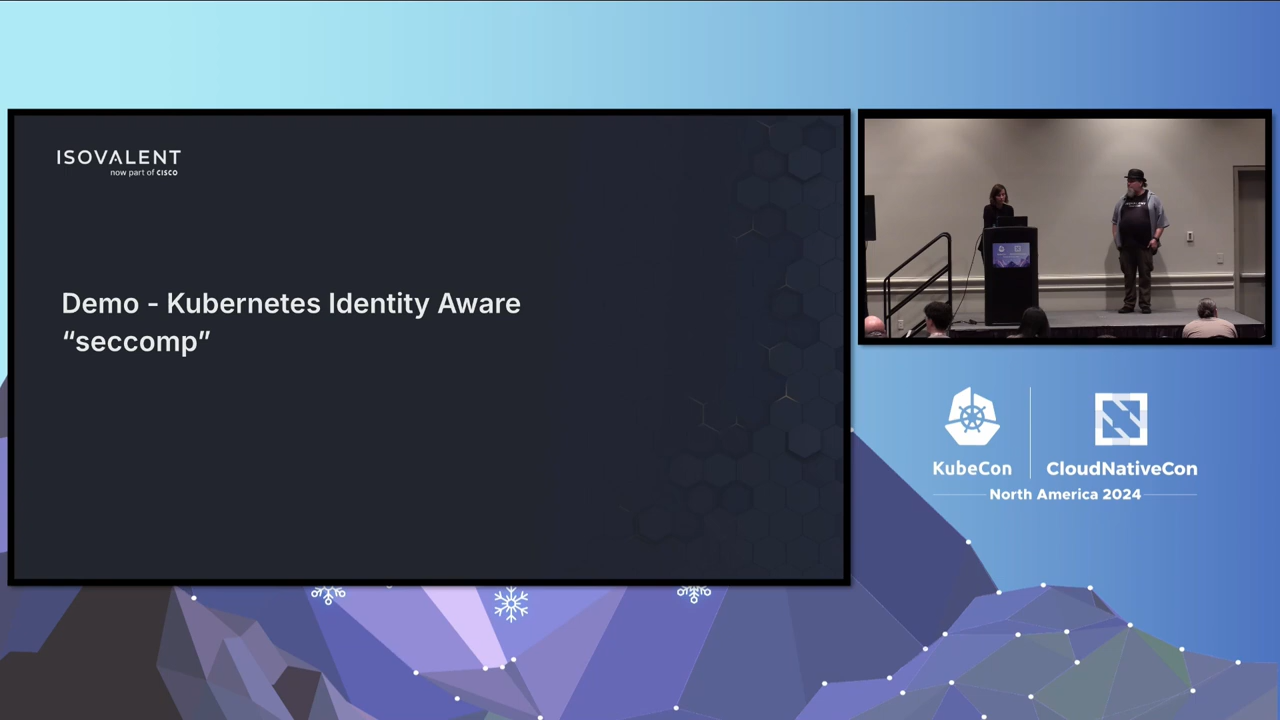 ISOVALENT
now part of CISCO
Demo - Kubernetes Identity Aware
“seccomp”
KubeCon
CloudNativeCon
North America 2024